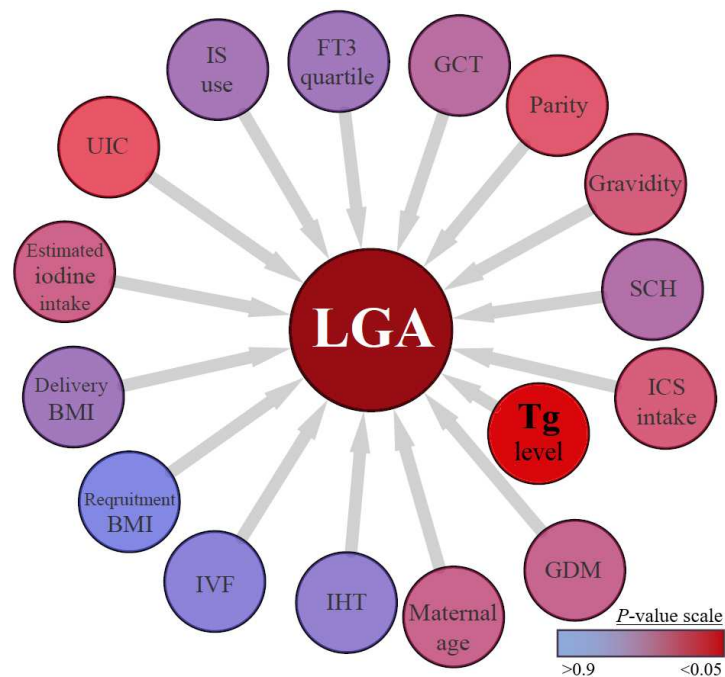 IS
use
FT3
quartile
GCT
Parity
UIC
Gravidity
Estimated
iodine
intake
SCH
LGA
Delivery
BMI
ICS
intake
Tg
level
Reqruitment
BMI
IVF
IHT
Maternal
age
GDM
P-value scale
>0.9 <0.05